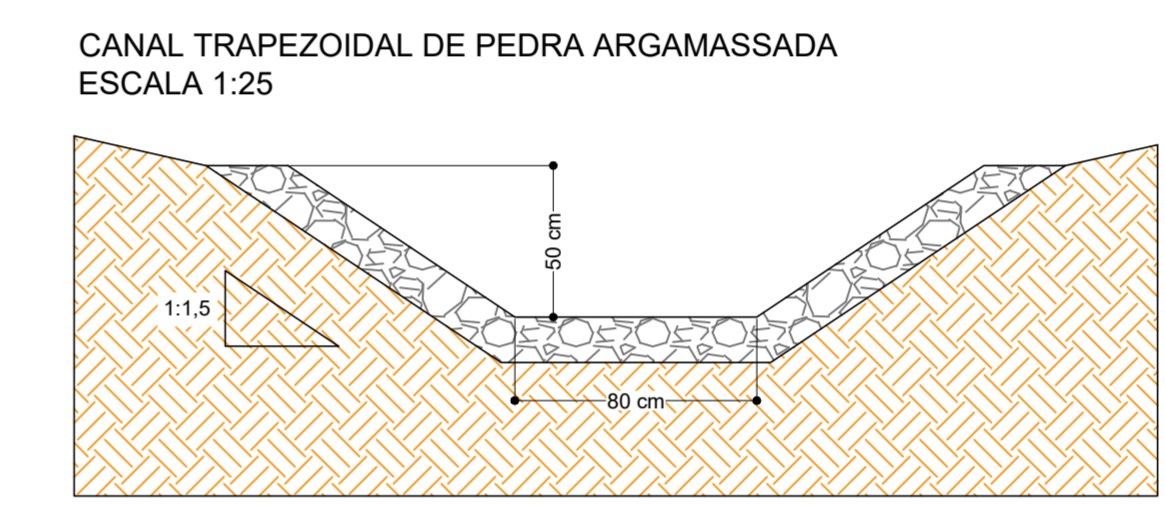 CANAL TRAPEZOIDAL DE PEDRA ARGAMASSADA
ESCALA 1:25
50 cm
1:1,5
80 cm